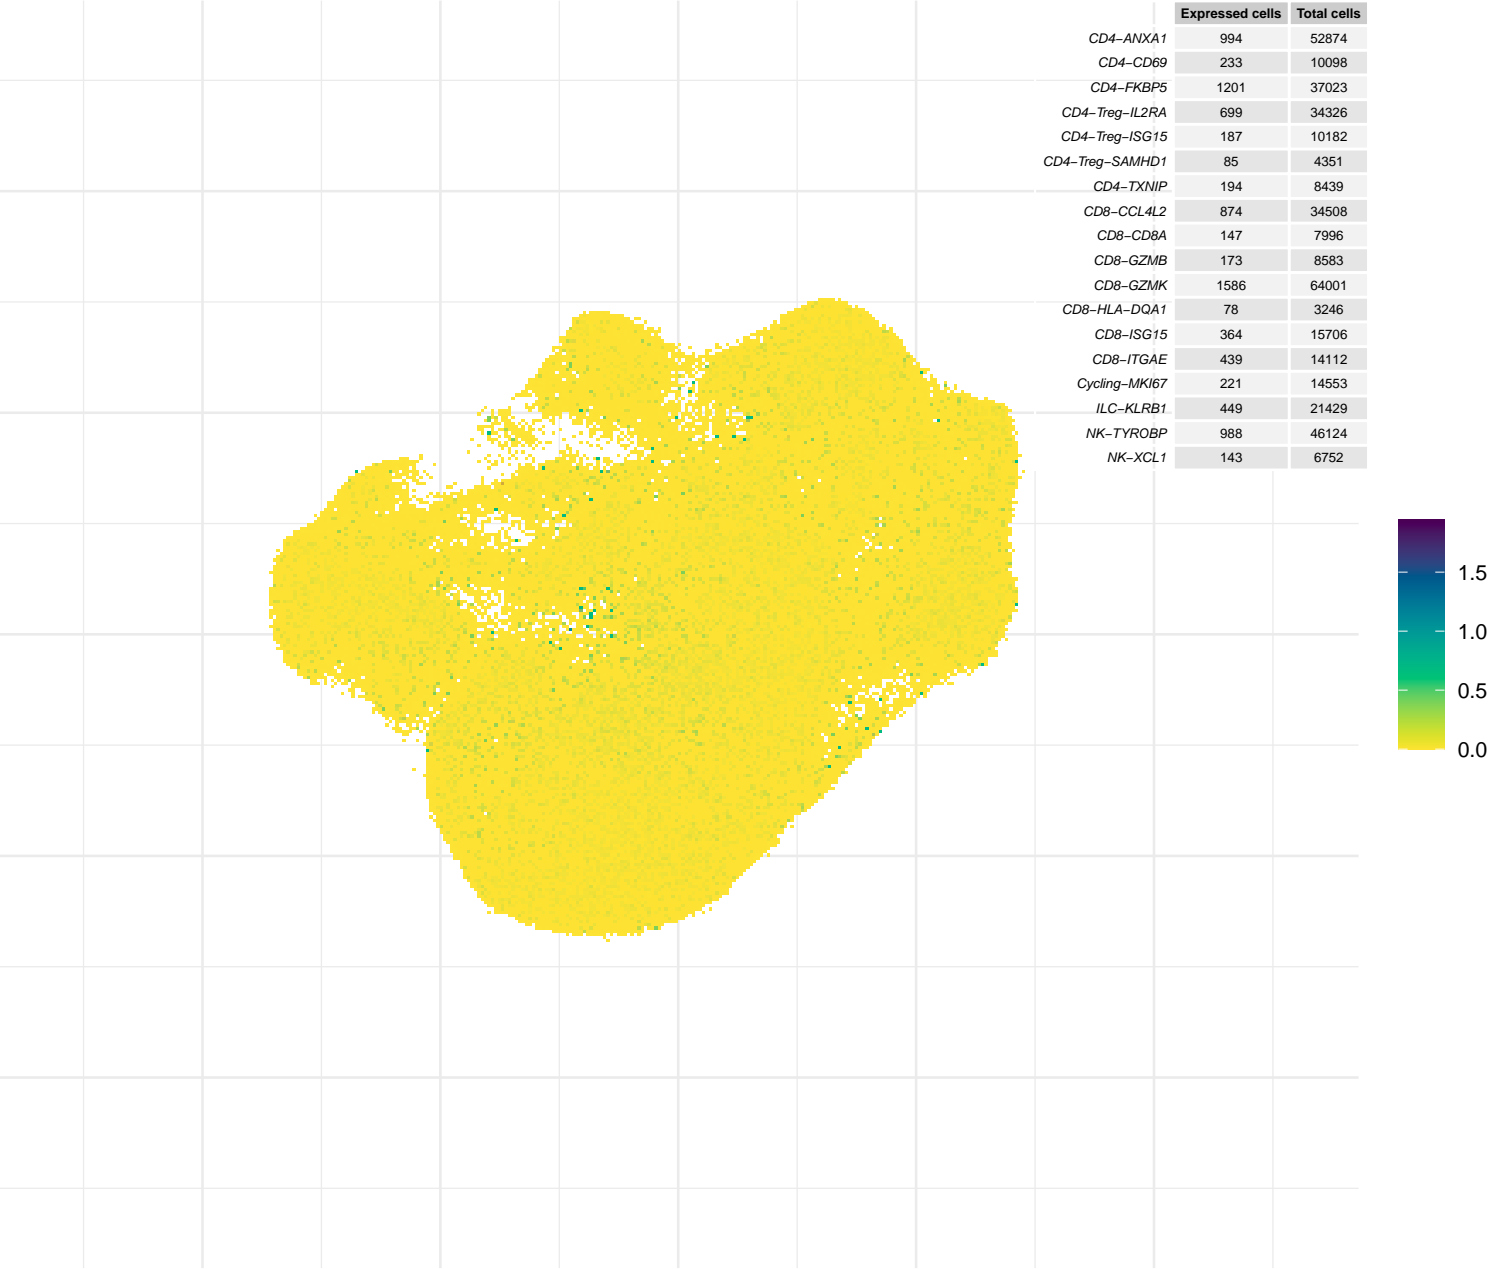 Expressed cells Total cells
CD4−ANXA1 994 52874
CD4−CD69 233 10098
CD4−FKBP5 1201 37023
CD4−Treg−IL2RA 699 34326
CD4−Treg−ISG15 187 10182
CD4−Treg−SAMHD1 85 4351
CD4−TXNIP 194 8439
CD8−CCL4L2 874 34508
CD8−CD8A 147 7996
CD8−GZMB 173 8583
CD8−GZMK 1586 64001
CD8−HLA−DQA1 78 3246
CD8−ISG15 364 15706
CD8−ITGAE 439 14112
Cycling−MKI67 221 14553
ILC−KLRB1 449 21429
NK−TYROBP 988 46124
NK−XCL1 143 6752
1.5
1.0
0.5
0.0